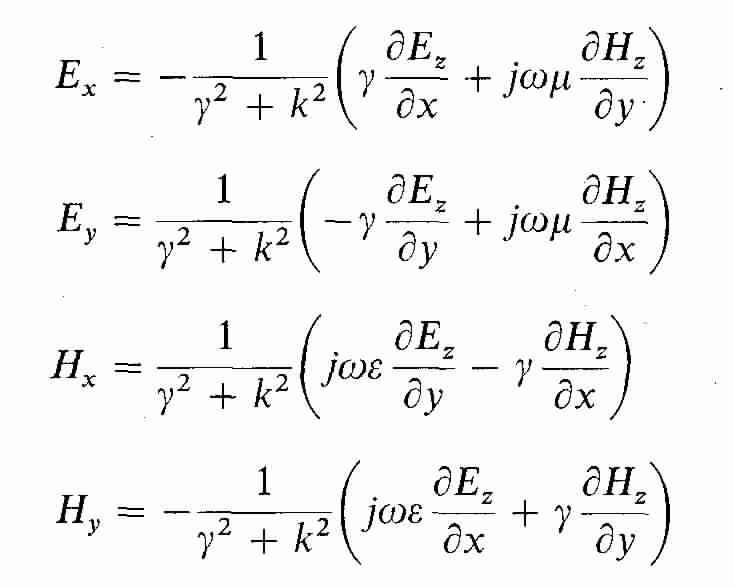 $E_x = -\frac{1}{\gamma^2 + k^2}\left(\gamma \frac{\partial E_z}{\partial x} + j\omega\mu \frac{\partial H_z}{\partial y}\right)$
$E_y = \frac{1}{\gamma^2 + k^2}\left(-\gamma \frac{\partial E_z}{\partial y} + j\omega\mu \frac{\partial H_z}{\partial x}\right)$
$H_x = \frac{1}{\gamma^2 + k^2}\left(j\omega\varepsilon \frac{\partial E_z}{\partial y} - \gamma \frac{\partial H_z}{\partial x}\right)$
$H_y = -\frac{1}{\gamma^2 + k^2}\left(j\omega\varepsilon \frac{\partial E_z}{\partial x} + \gamma \frac{\partial H_z}{\partial y}\right)$